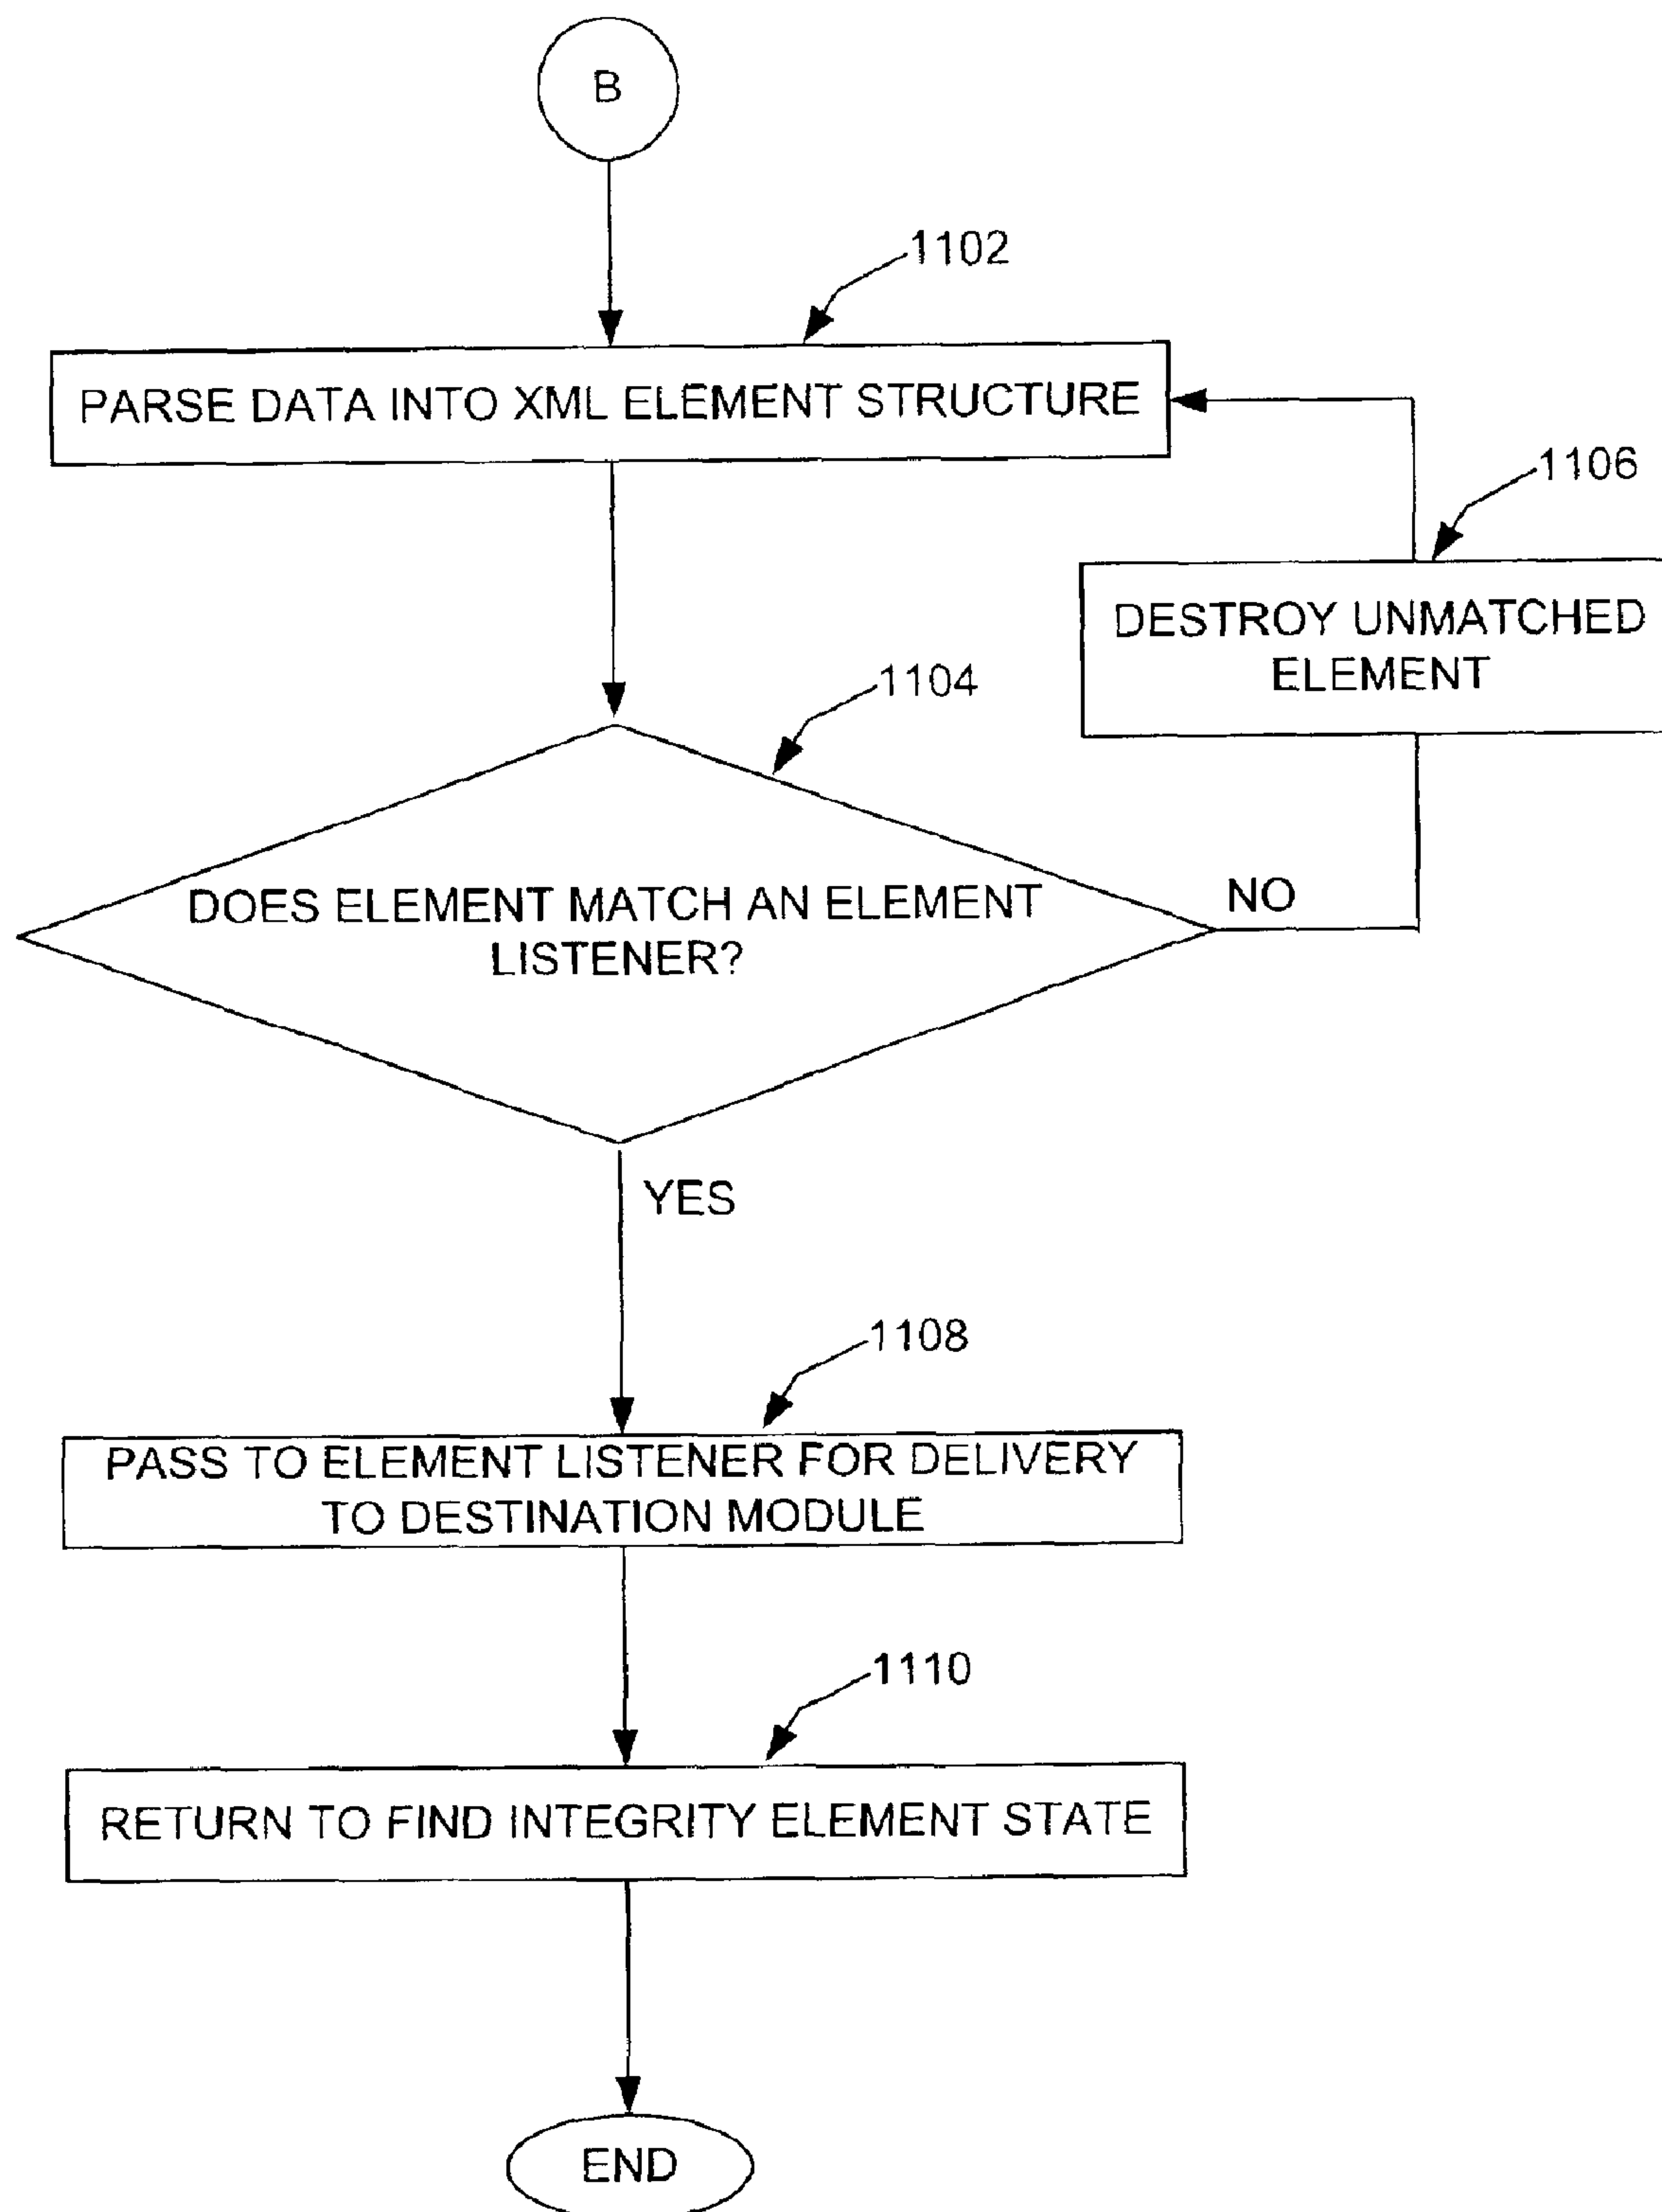 B
1102
PARSE DATA INTO XML ELEMENT STRUCTURE
1106
DESTROY UNMATCHED
ELEMENT
1104
DOES ELEMENT MATCH AN ELEMENT
LISTENER?
NO
YES
1108
PASS TO ELEMENT LISTENER FOR DELIVERY
TO DESTINATION MODULE
1110
RETURN TO FIND INTEGRITY ELEMENT STATE
END